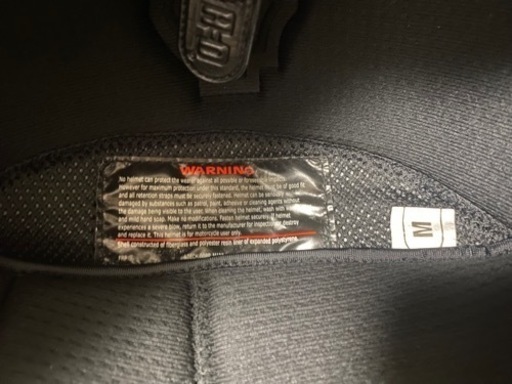 WARNING
No helmet can protect the wearer against all possible or foreseeable
however for maximum protection under this standard, the helmet must be of good fit
and all retention straps must be securely fastened. Helmet can be seriously
damaged by substances such as petrol, paint, adhesive or cleaning agents without
the damage being visible to the user. When cleaning the helmet, wash with
and mild hand soap. Make no modifications. Fasten helmet securely. If helmet
experiences a severe blow, return it to the manufacturer for inspection, or destroy
and replace it. This helmet is for motorcycle user only.
Shell constructed of fiberglass and polyester resin liner of expanded polystyrene
M